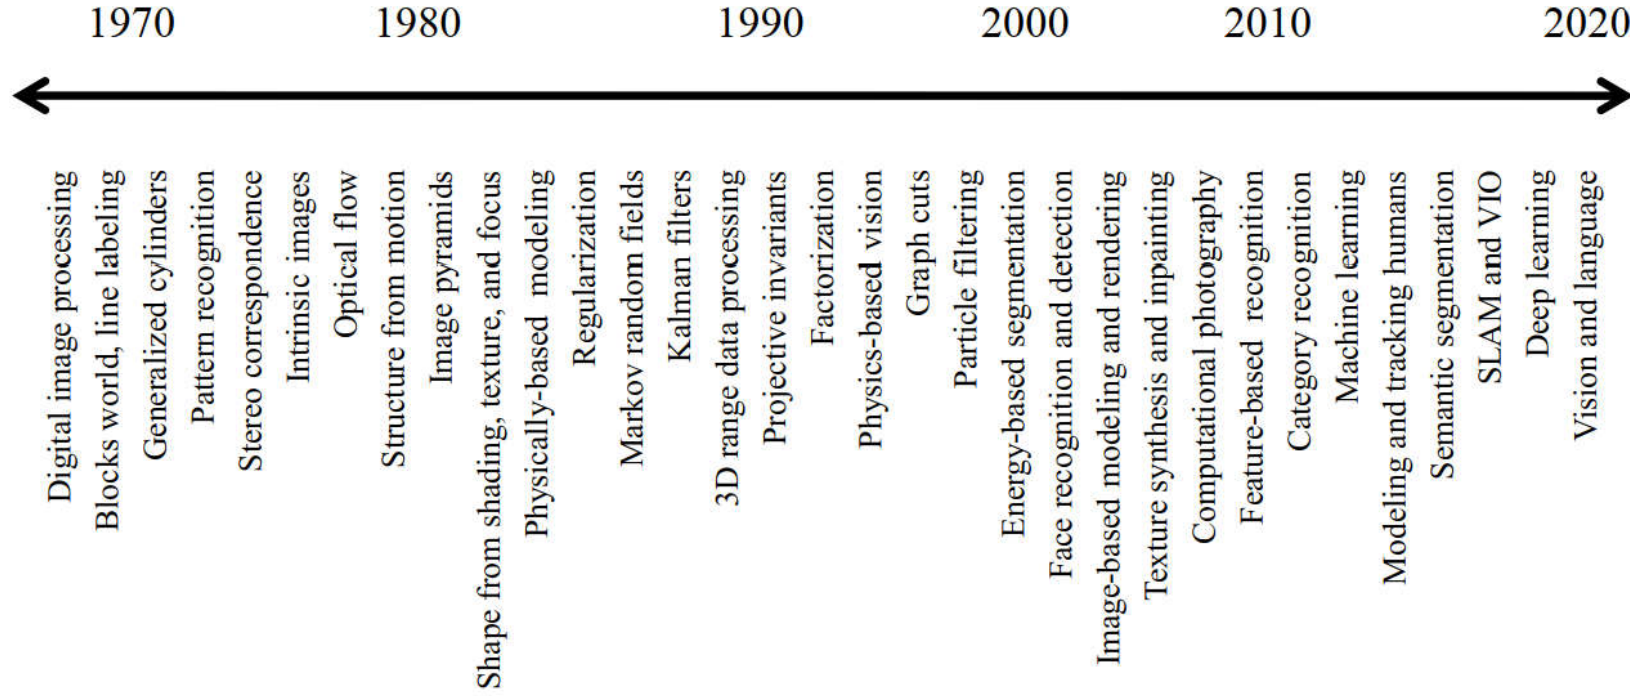 1970 1980 1990 2000 2010 2020
Digital image processing
Blocks world, line labeling
Generalized cylinders
Pattern recognition
Stereo correspondence
Intrinsic images
Optical flow
Structure from motion
Image pyramids
Shape from shading, texture, and focus
Physically-based modeling
Regularization
Markov random fields
Kalman filters
3D range data processing
Projective invariants
Factorization
Physics-based vision
Graph cuts
Particle filtering
Energy-based segmentation
Face recognition and detection
Image-based modeling and rendering
Texture synthesis and inpainting
Computational photography
Feature-based recognition
Category recognition
Machine learning
Modeling and tracking humans
Semantic segmentation
SLAM and VIO
Deep learning
Vision and language